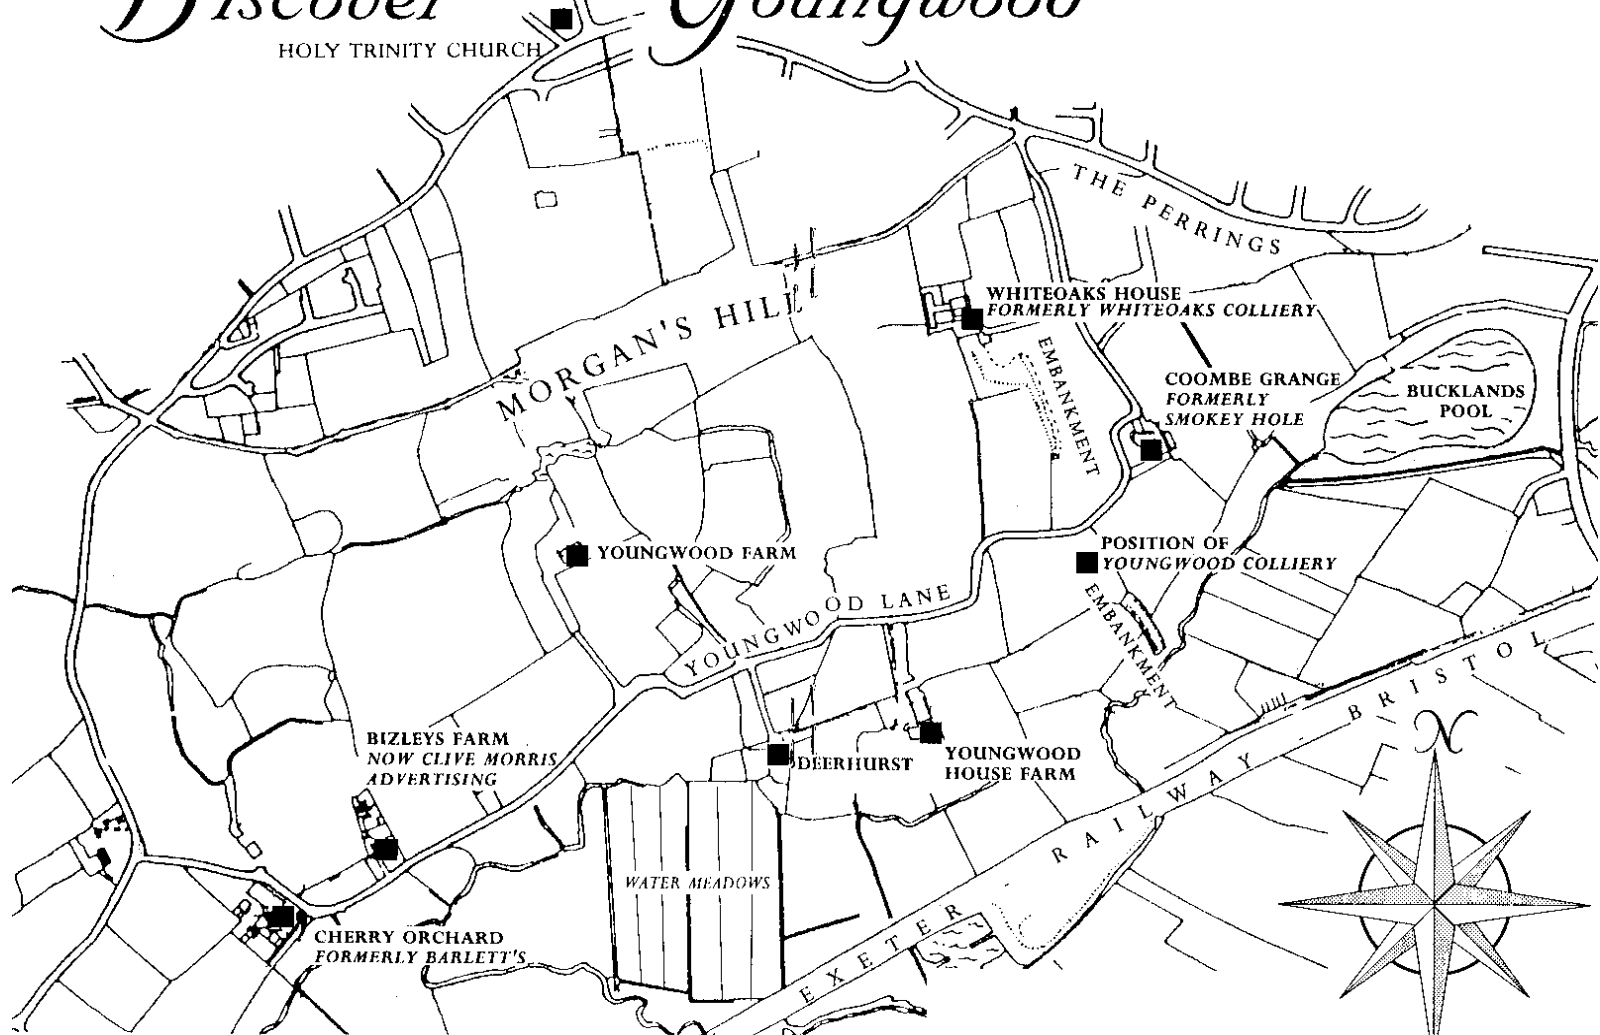 Discover Youngwood
HOLY TRINITY CHURCH
THE PERRINGS
MORGAN'S HILL
WHITEOAKS HOUSE
FORMERLY WHITEOAKS COLLIERY
EMBANKMENT
COOMBE GRANGE
FORMERLY
SMOKEY HOLE
BUCKLANDS
POOL
YOUNGWOOD FARM
POSITION OF
YOUNGWOOD COLLIERY
EMBANKMENT
YOUNGWOOD LANE
BIZLEYS FARM
NOW CLIVE MORRIS
ADVERTISING
DEERHURST
YOUNGWOOD
HOUSE FARM
WATER MEADOWS
CHERRY ORCHARD
FORMERLY BARLETT'S
EXETER RAILWAY BRISTOL
N